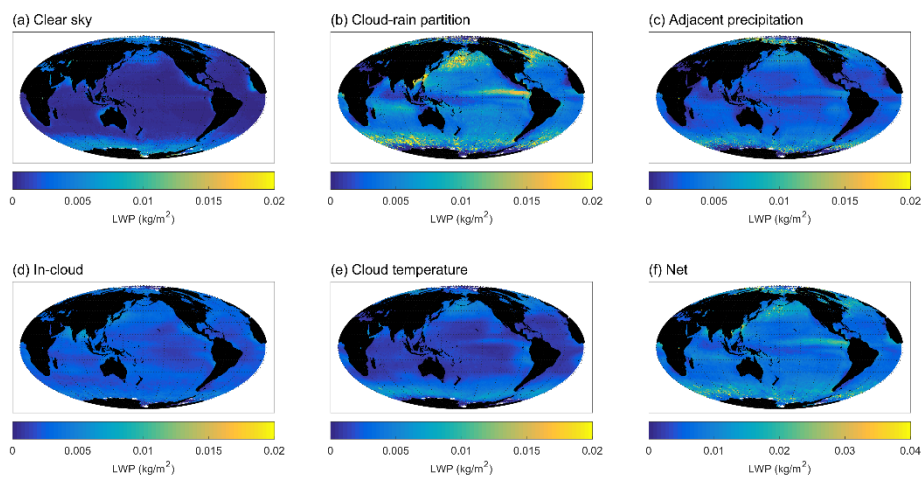 (a) Clear sky
(b) Cloud-rain partition
(c) Adjacent precipitation
0 0.005 0.01 0.015 0.02
LWP (kg/m²)
0 0.005 0.01 0.015 0.02
LWP (kg/m²)
0 0.005 0.01 0.015 0.02
LWP (kg/m²)
(d) In-cloud
(e) Cloud temperature
(f) Net
0 0.005 0.01 0.015 0.02
LWP (kg/m²)
0 0.005 0.01 0.015 0.02
LWP (kg/m²)
0 0.01 0.02 0.03 0.04
LWP (kg/m²)